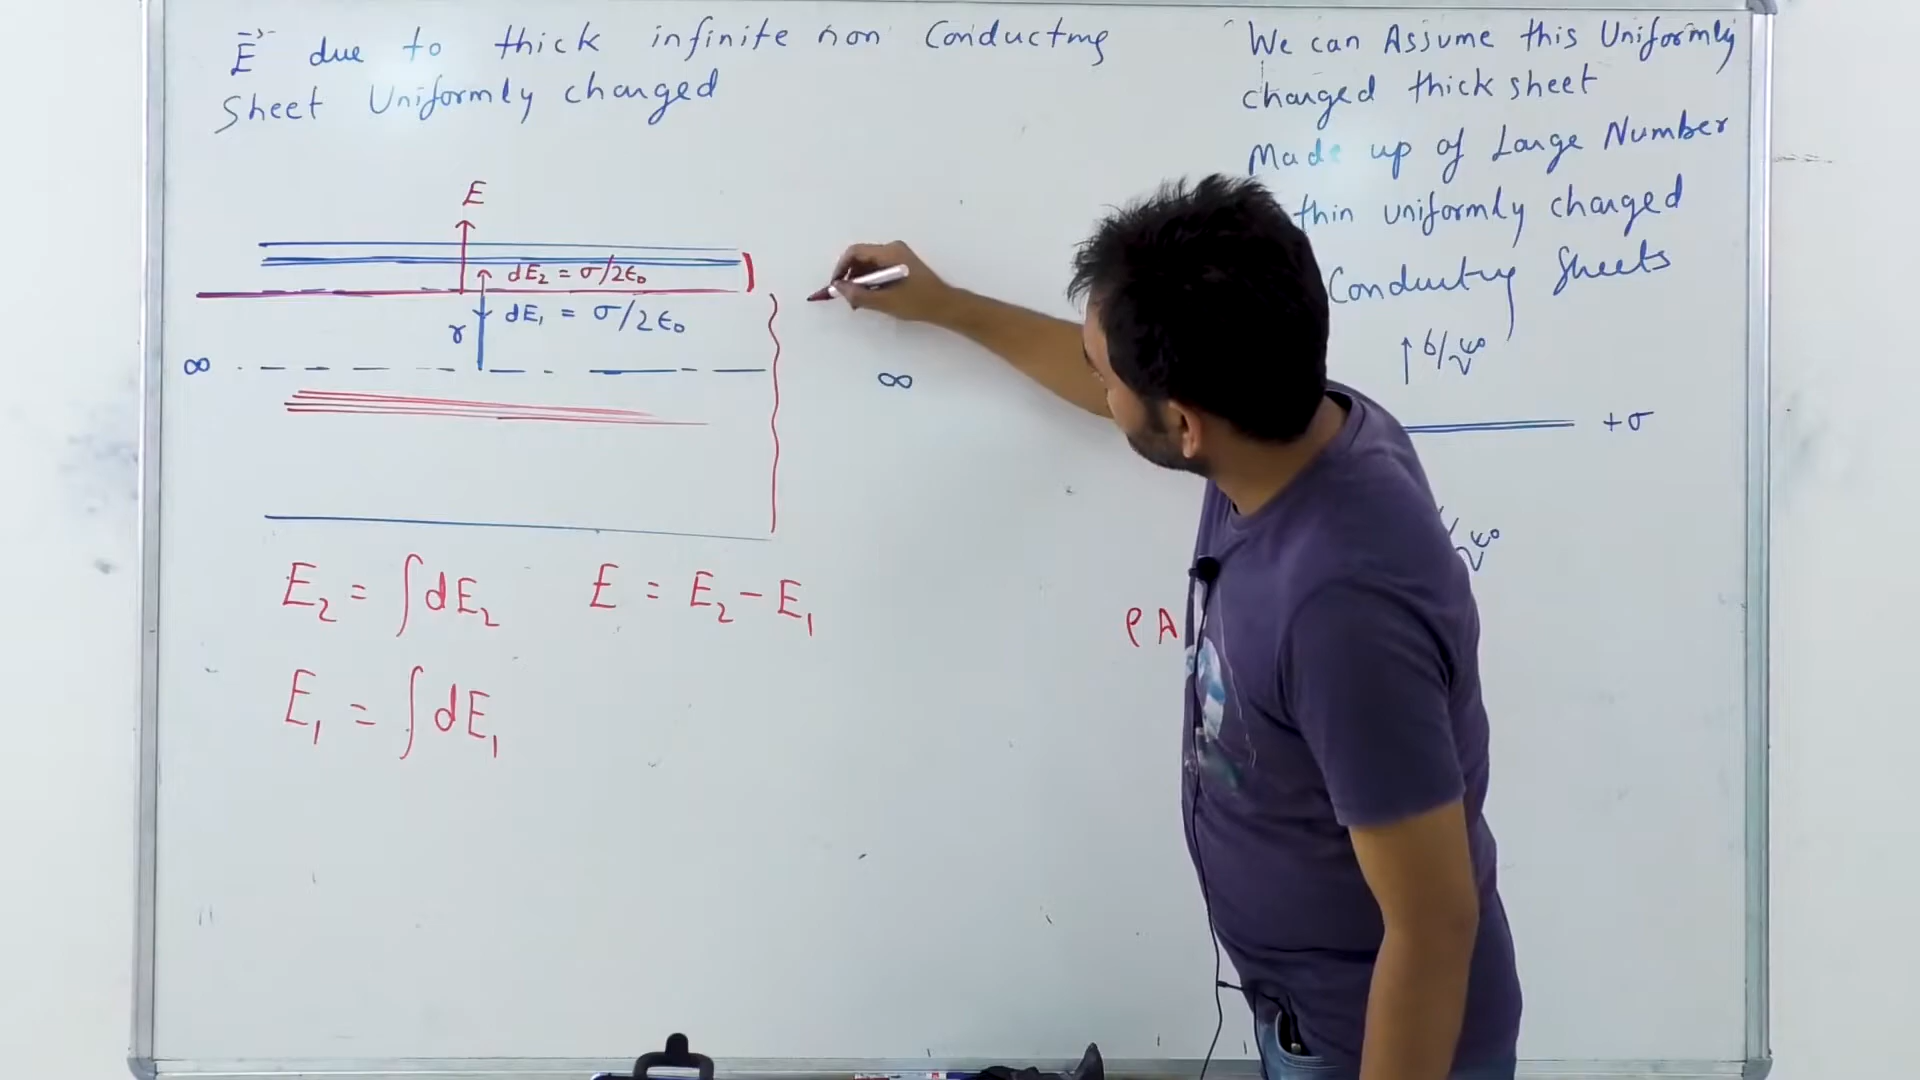 E due to thick infinite non Conducting
Sheet Uniformly charged
E
dE₂ = σ/2ε₀
dE₁ = σ/2ε₀
r
∞
∞
E₂ = ∫dE₂ E = E₂ - E₁
E₁ = ∫dE₁
We can Assume this Uniformly
charged thick sheet
Made up of Large Number
thin uniformly charged
Conducting Sheets
↑ σ/2ε₀
+σ
ρA